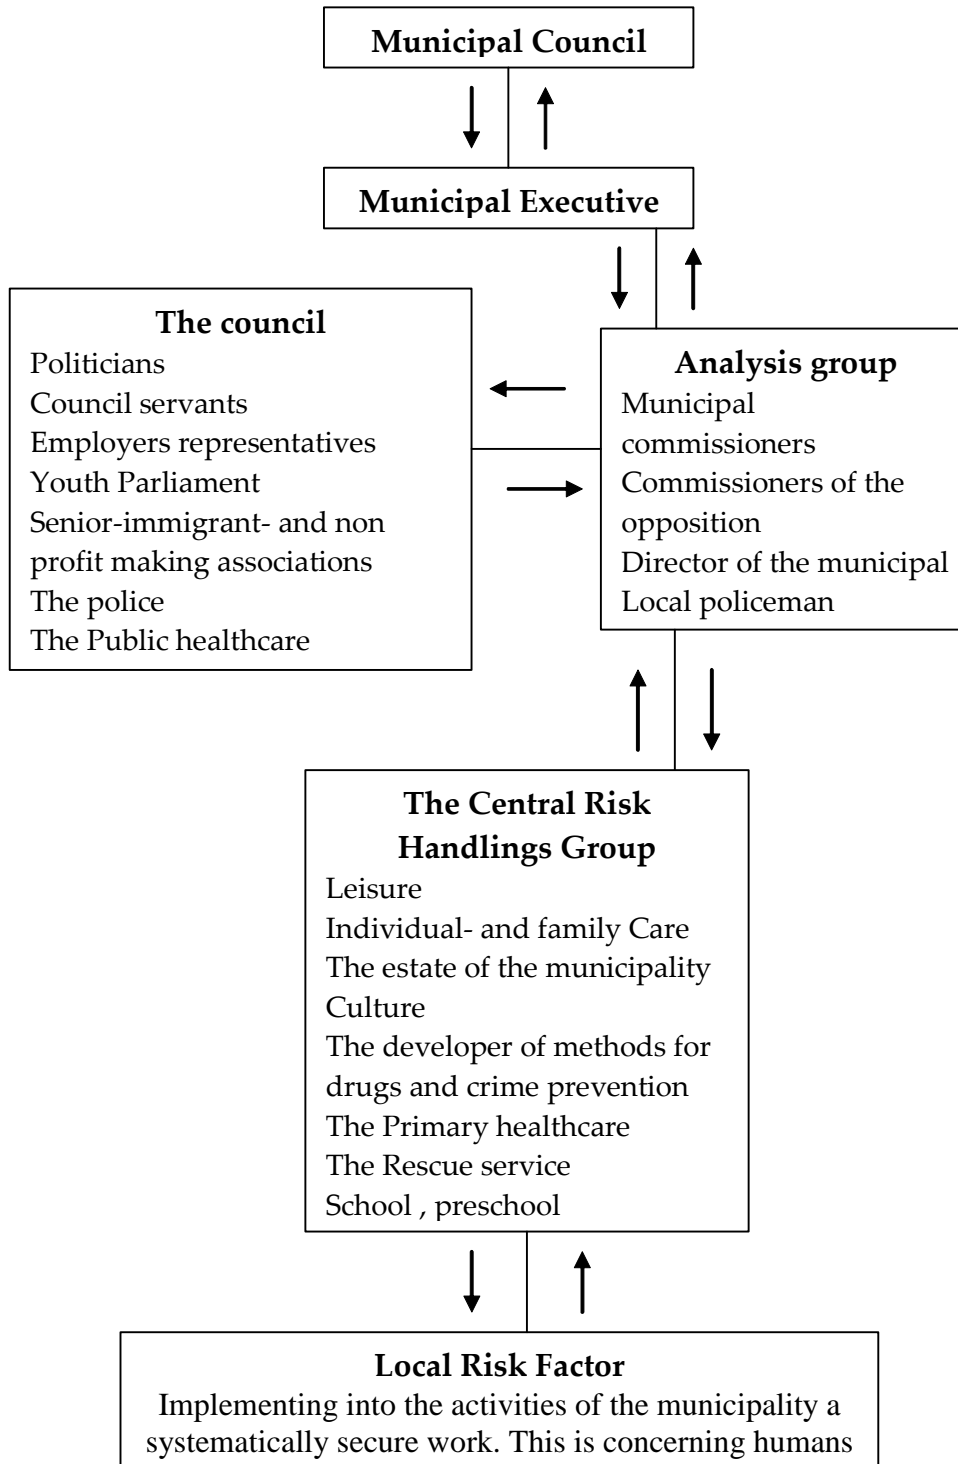 Municipal Council
Municipal Executive
The council
Politicians
Council servants
Employers representatives
Youth Parliament
Senior-immigrant- and non
profit making associations
The police
The Public healthcare
Analysis group
Municipal
commissioners
Commissioners of the
opposition
Director of the municipal
Local policeman
The Central Risk
Handlings Group
Leisure
Individual- and family Care
The estate of the municipality
Culture
The developer of methods for
drugs and crime prevention
The Primary healthcare
The Rescue service
School , preschool
Local Risk Factor
Implementing into the activities of the municipality a
systematically secure work. This is concerning humans